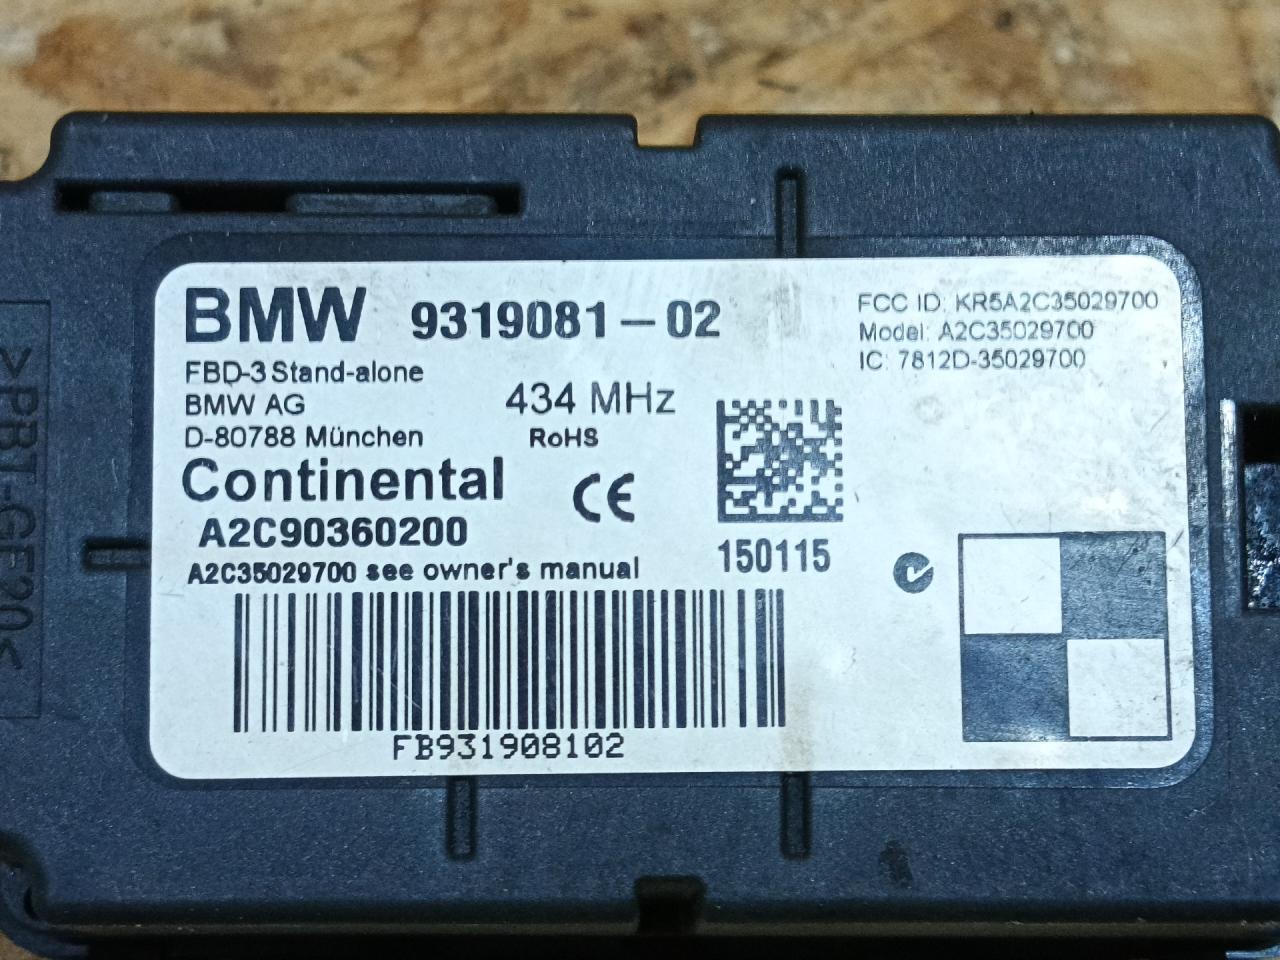 BMW 9319081-02
FCC ID: KR5A2C35029700
Model: A2C35029700
IC: 7812D-35029700
FBD-3 Stand-alone
BMW AG
434 MHz
D-80788 München
RoHS
Continental
CE
A2C90360200
150115
A2C35029700 see owner's manual
FB931908102
>PBT-GF20<